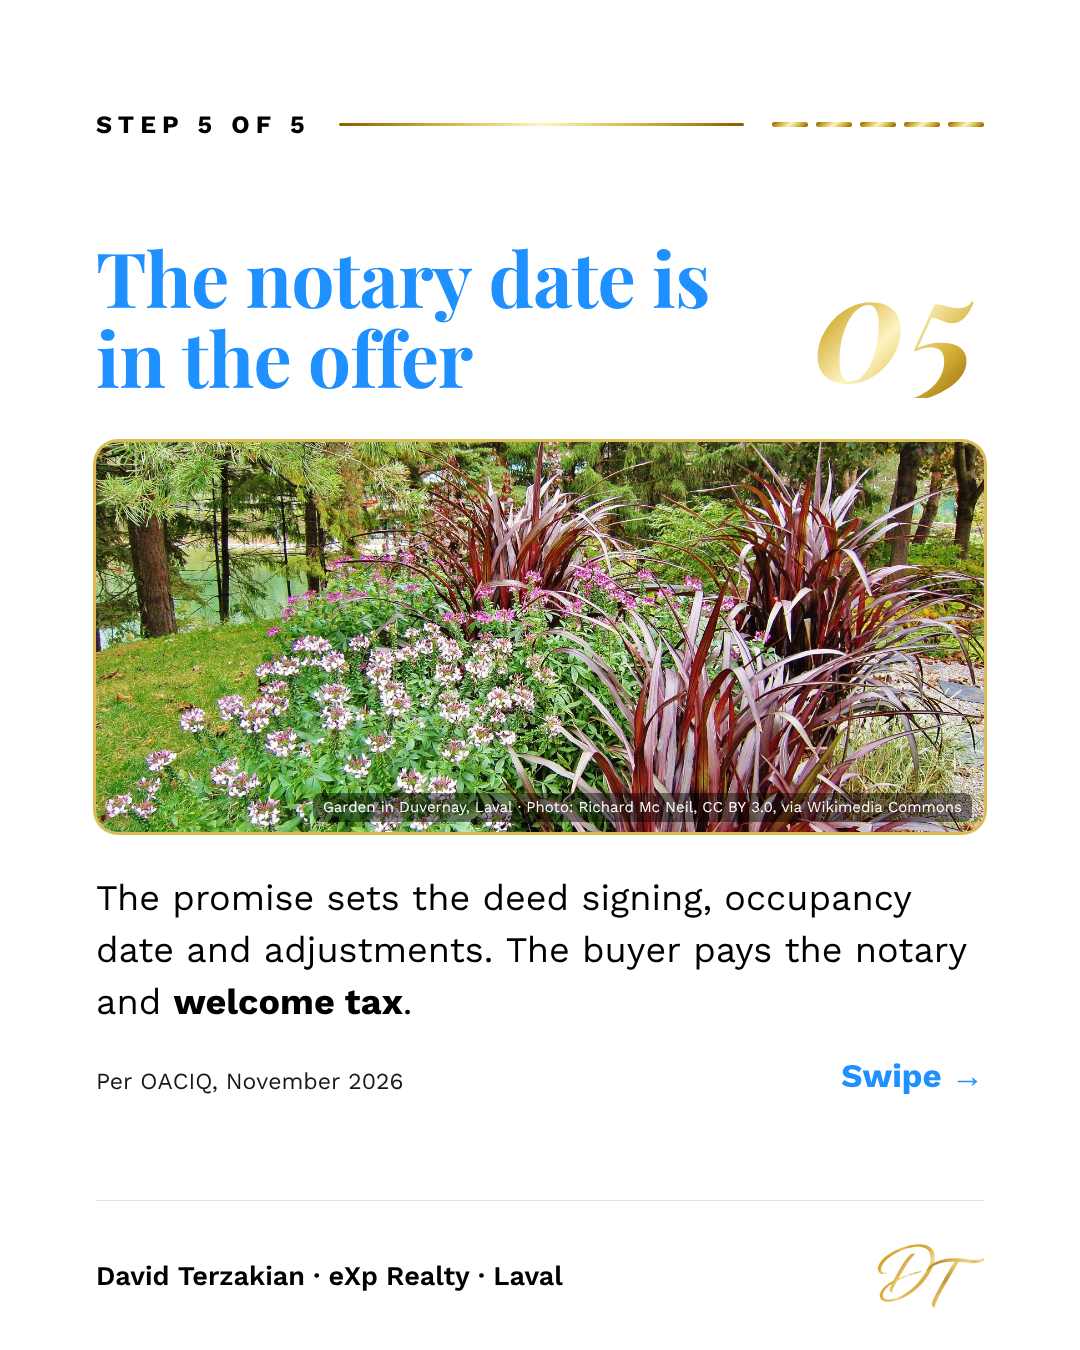 STEP 5 OF 5
The notary date is
in the offer
05
Garden in Duvernay, Laval · Photo: Richard Mc Neil, CC BY 3.0, via Wikimedia Commons
The promise sets the deed signing, occupancy
date and adjustments. The buyer pays the notary
and welcome tax.
Per OACIQ, November 2026
Swipe →
David Terzakian · eXp Realty · Laval
DT